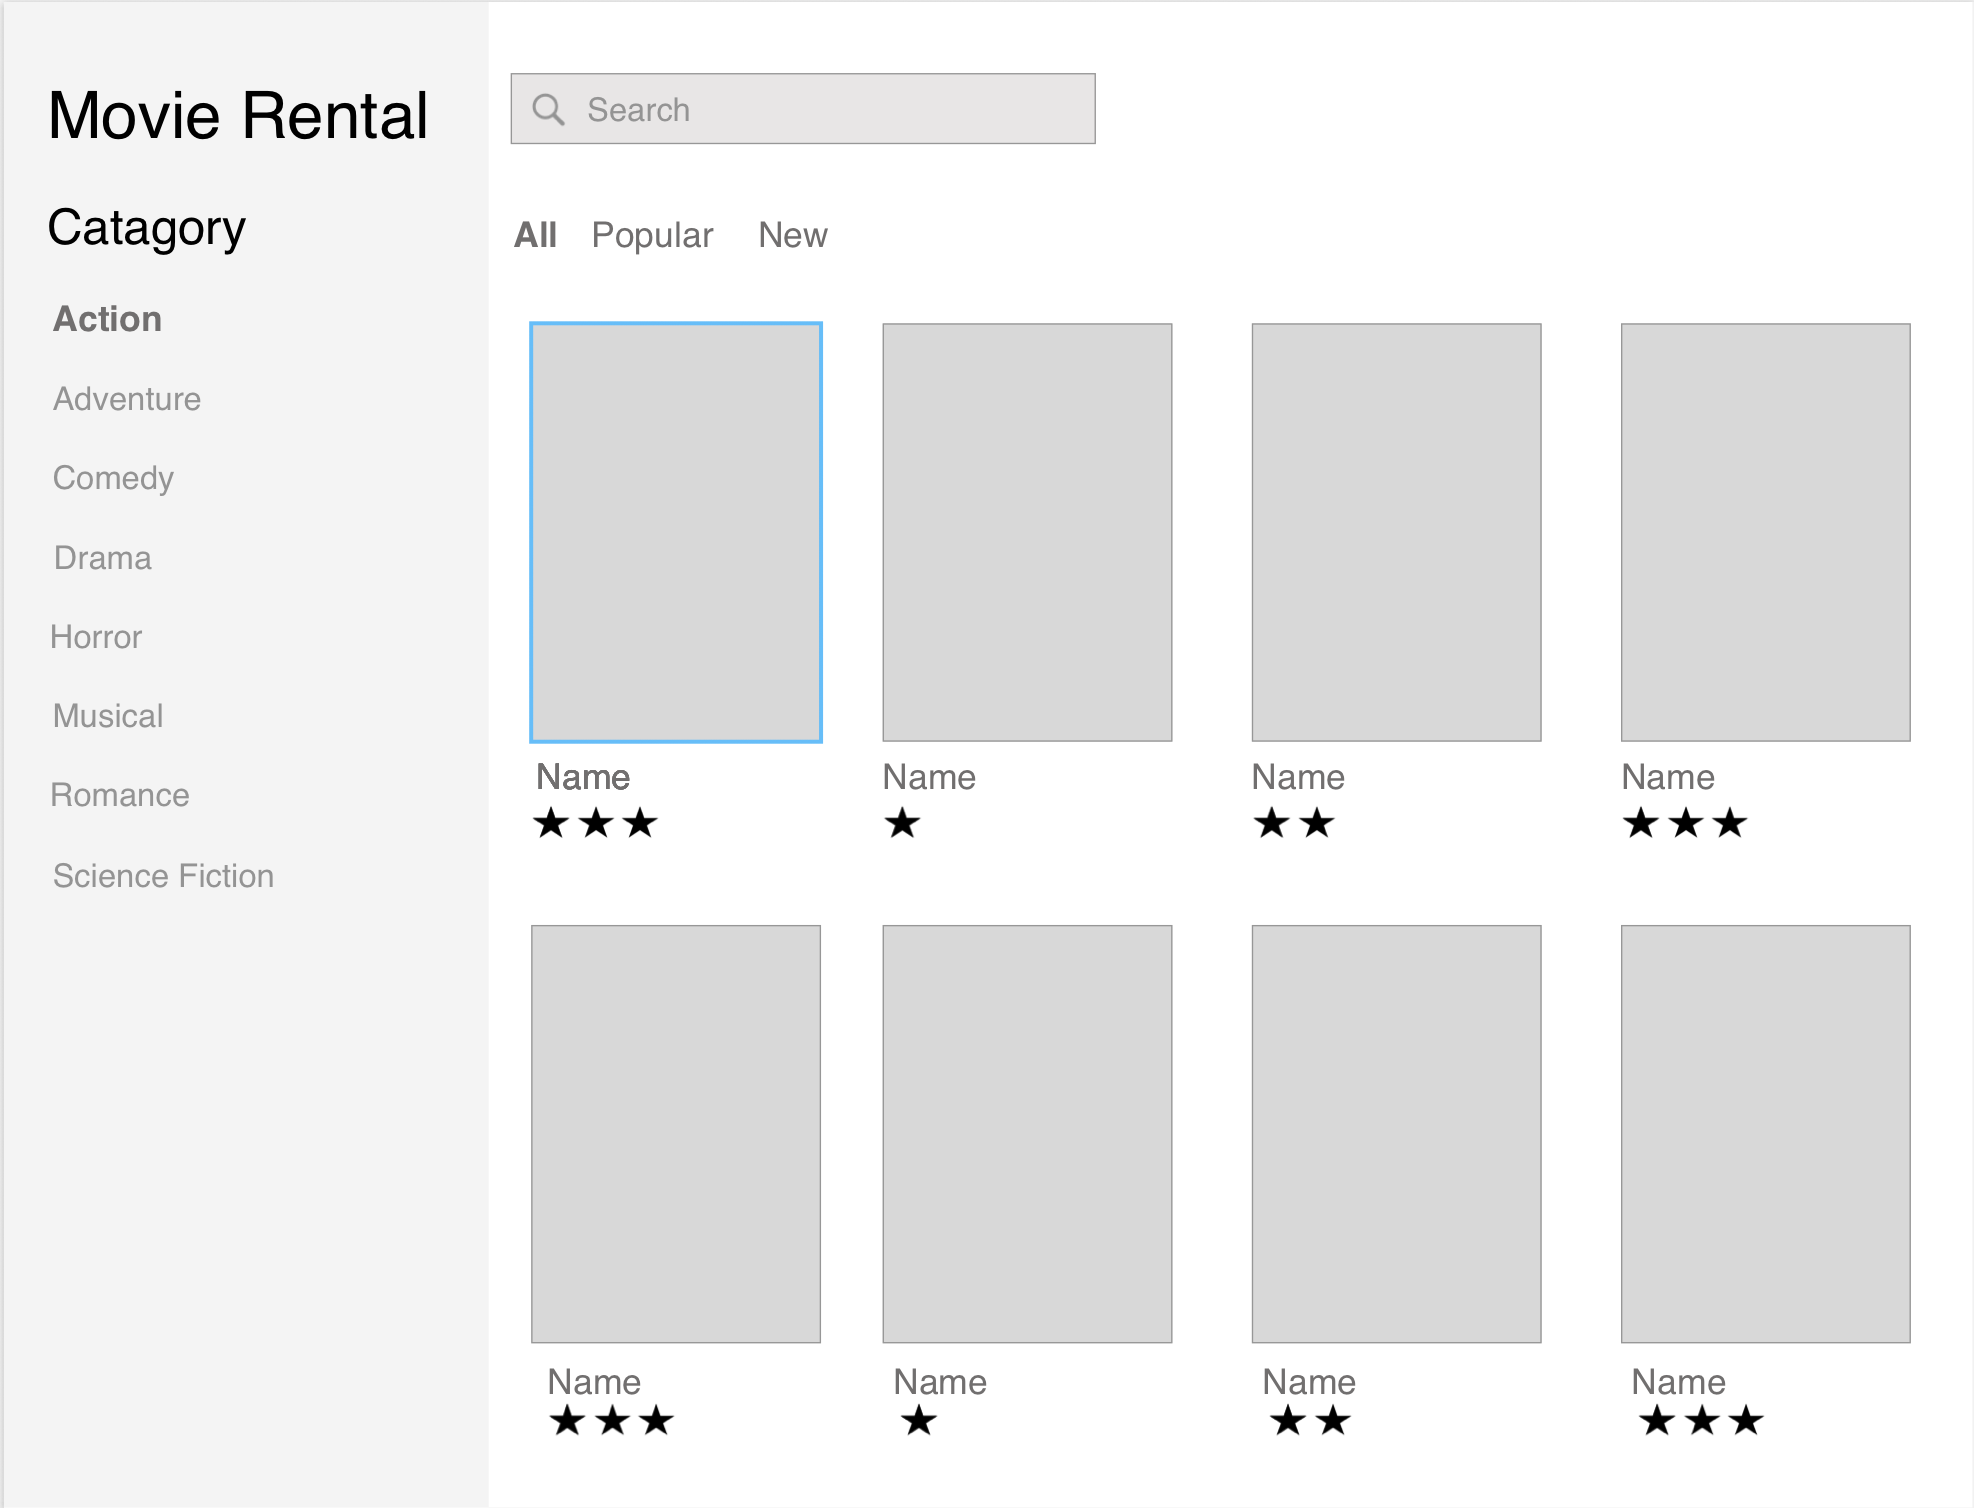 Movie Rental
Catagory
Action
Adventure
Comedy
Drama
Horror
Musical
Romance
Science Fiction
Search
All Popular New
Name Name Name Name
★★★ ★ ★★ ★★★
Name Name Name Name
★★★ ★ ★★ ★★★